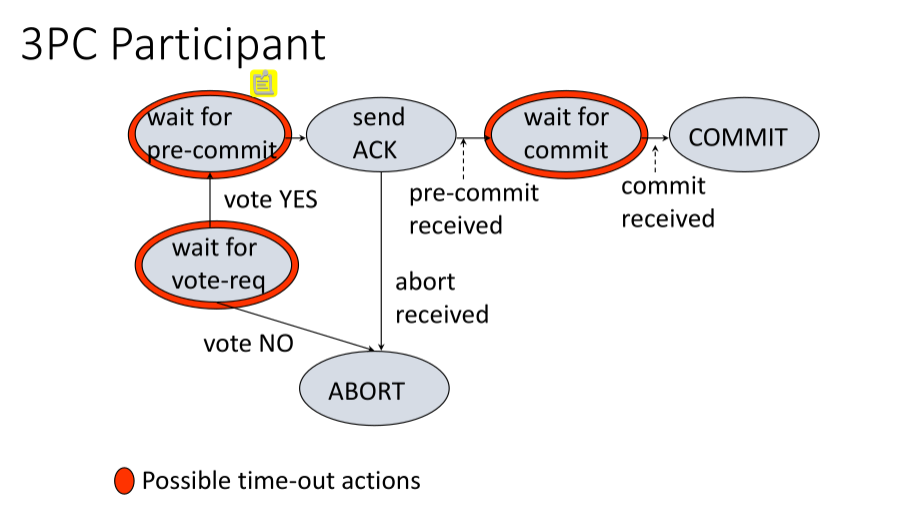 3PC Participant
wait for
pre-commit
send
ACK
wait for
commit
COMMIT
vote YES
pre-commit
received
commit
received
wait for
vote-req
abort
received
vote NO
ABORT
Possible time-out actions